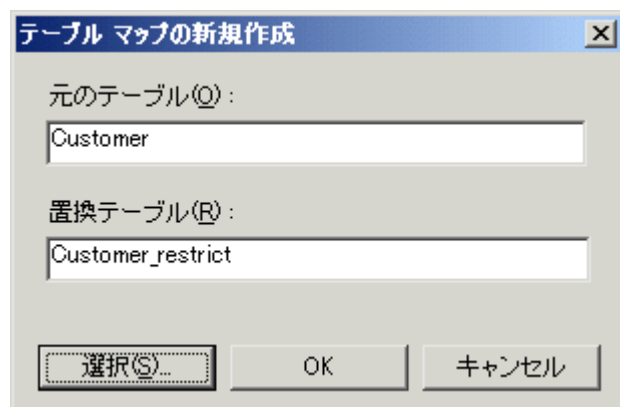 テーブル マップの新規作成
元のテーブル(O):
Customer
置換テーブル(R):
Customer_restrict
選択(S)...
OK
キャンセル